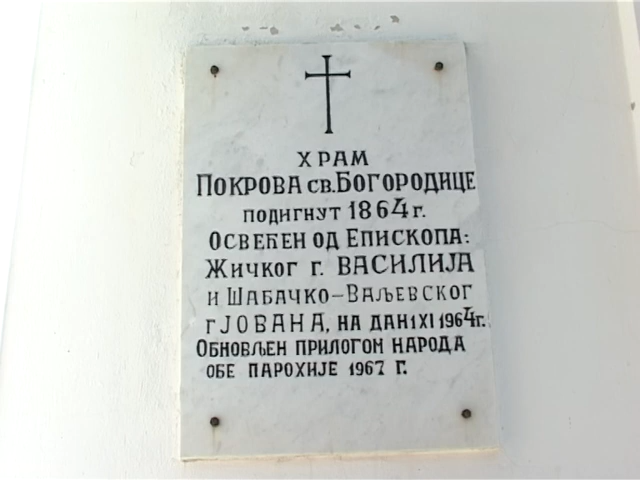 ХРАМ
ПОКРОВА СВ.БОГОРОДИЦЕ
ПОДИГНУТ 1864 Г.
ОСВЕЋЕН ОД ЕПИСКОПА:
ЖИЧКОГ Г. ВАСИЛИЈА
И ШАБАЧКО-ВАЉЕВСКОГ
Г ЈОВАНА, НА ДАН 1 XI 1964 Г.
ОБНОВЉЕН ПРИЛОГОМ НАРОДА
ОБЕ ПАРОХИЈЕ 1967 Г.